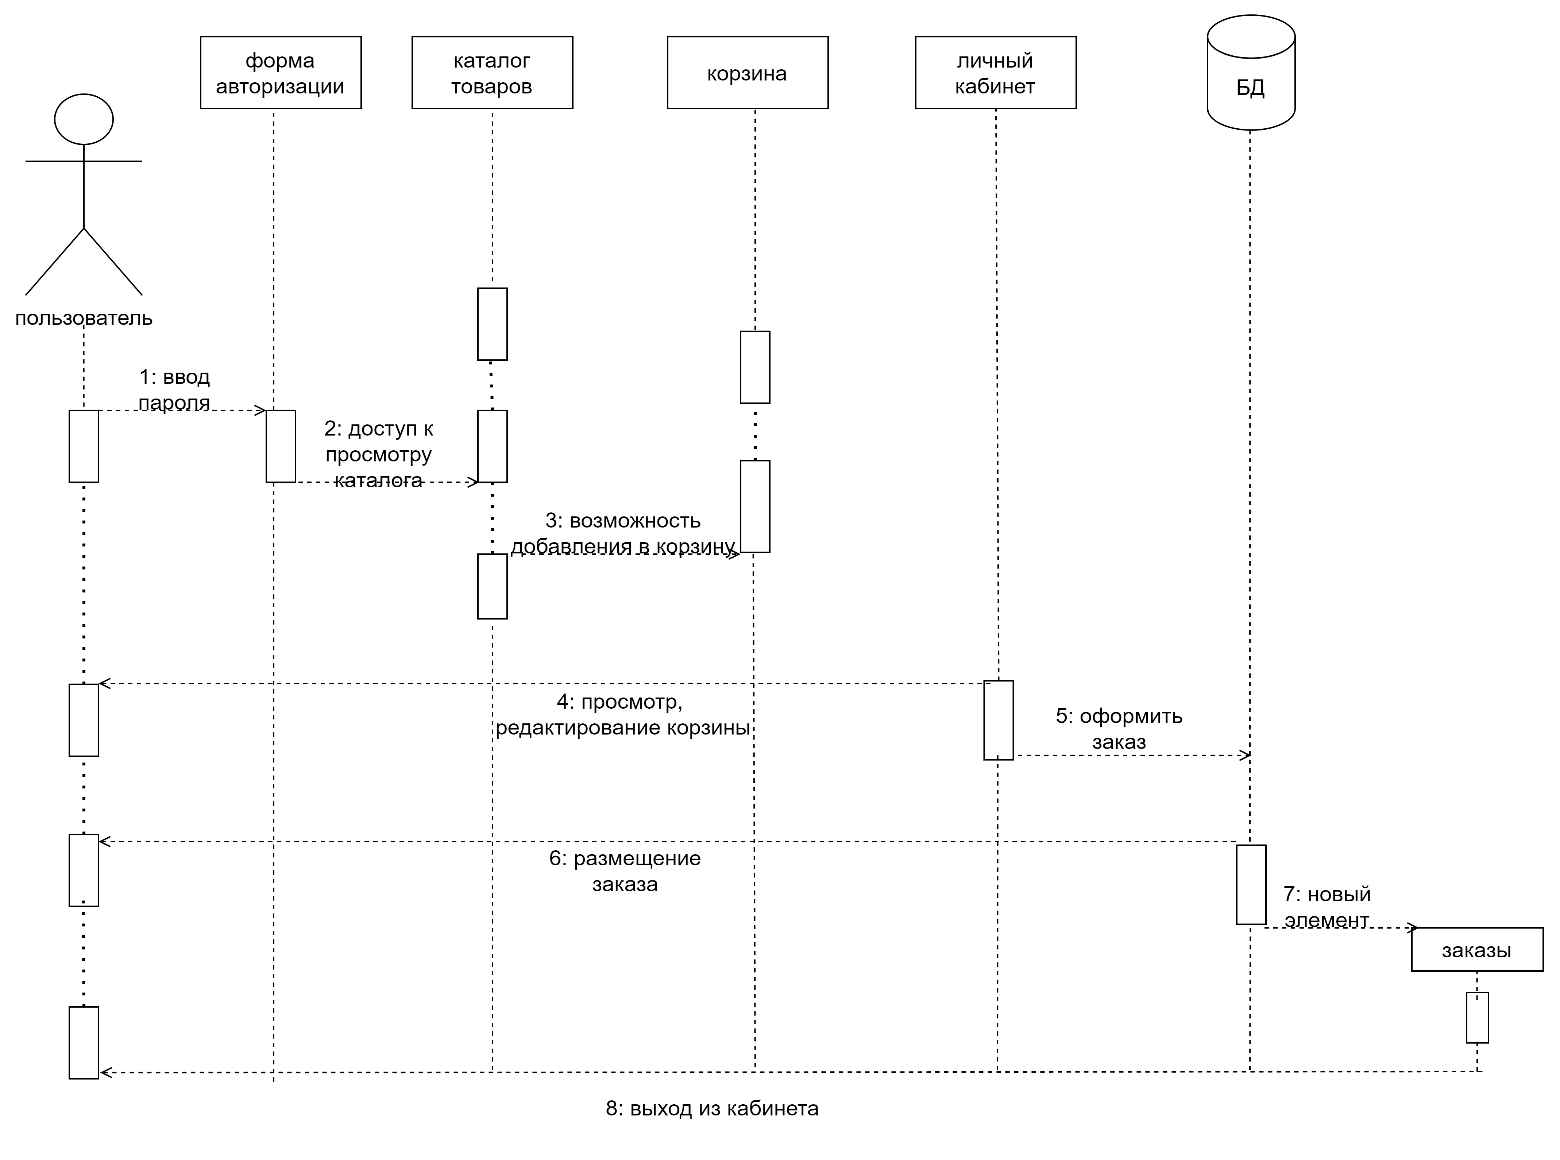 форма
авторизации
каталог
товаров
корзина
личный
кабинет
БД
пользователь
1: ввод
пароля
2: доступ к
просмотру
каталога
3: возможность
добавления в корзину
4: просмотр,
редактирование корзины
5: оформить
заказ
6: размещение
заказа
7: новый
элемент
заказы
8: выход из кабинета